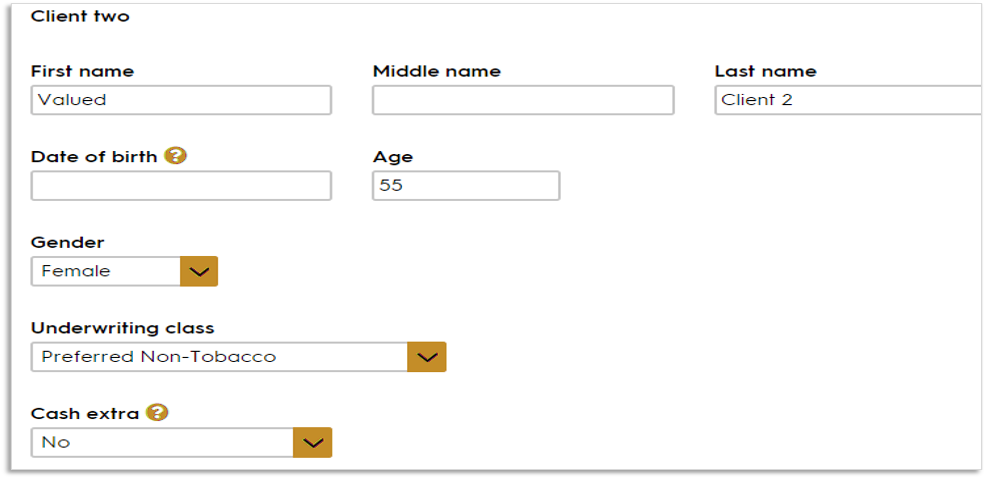 Client two
First name Middle name Last name
Valued Client 2
Date of birth ? Age
55
Gender
Female
Underwriting class
Preferred Non-Tobacco
Cash extra ?
No